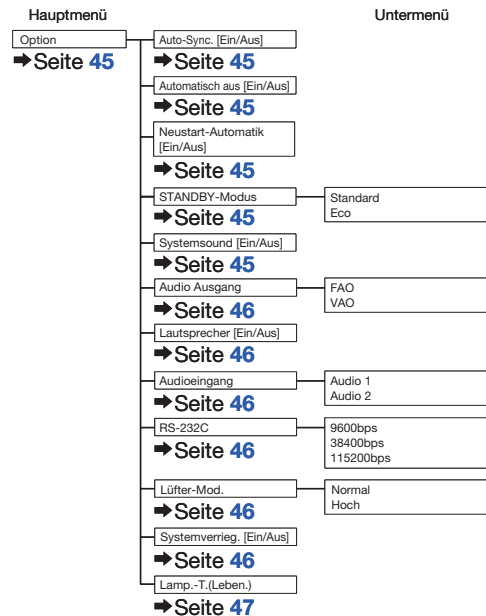 Hauptmenü
Untermenü
Option
➡Seite 45
Auto-Sync. [Ein/Aus]
➡Seite 45
Automatisch aus [Ein/Aus]
➡Seite 45
Neustart-Automatik
[Ein/Aus]
➡Seite 45
STANDBY-Modus
➡Seite 45
Standard
Eco
Systemsound [Ein/Aus]
➡Seite 45
Audio Ausgang
➡Seite 46
FAO
VAO
Lautsprecher [Ein/Aus]
➡Seite 46
Audioeingang
➡Seite 46
Audio 1
Audio 2
RS-232C
➡Seite 46
9600bps
38400bps
115200bps
Lüfter-Mod.
➡Seite 46
Normal
Hoch
Systemverrieg. [Ein/Aus]
➡Seite 46
Lamp.-T.(Leben.)
➡Seite 47